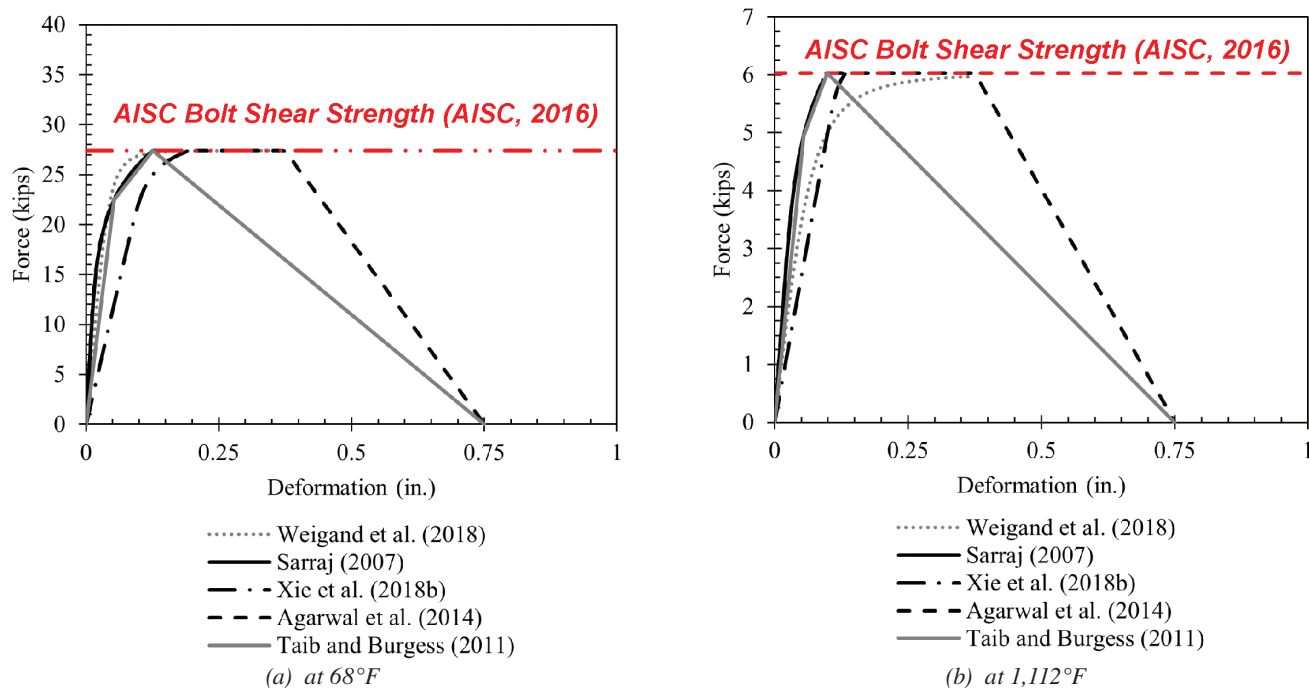 40
35
AISC Bolt Shear Strength (AISC, 2016)
30
25
20
15
10
5
0
Force (kips)
0 0.25 0.5 0.75 1
Deformation (in.)
Weigand et al. (2018)
Sarraj (2007)
Xie et al. (2018b)
Agarwal et al. (2014)
Taib and Burgess (2011)
(a) at 68°F
7
AISC Bolt Shear Strength (AISC, 2016)
6
5
4
3
2
1
0
Force (kips)
0 0.25 0.5 0.75 1
Deformation (in.)
Weigand et al. (2018)
Sarraj (2007)
Xie et al. (2018b)
Agarwal et al. (2014)
Taib and Burgess (2011)
(b) at 1,112°F